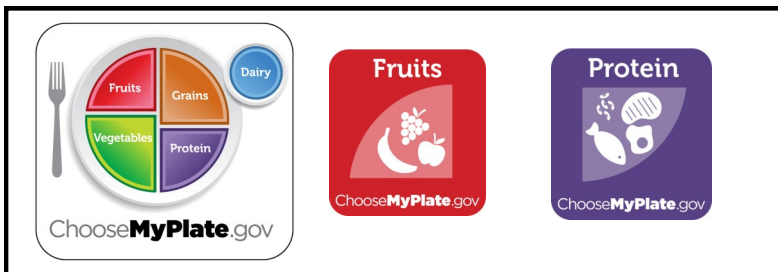 Fruits
Grains
Dairy
Vegetables
Protein
ChooseMyPlate.gov
Fruits
ChooseMyPlate.gov
Protein
ChooseMyPlate.gov